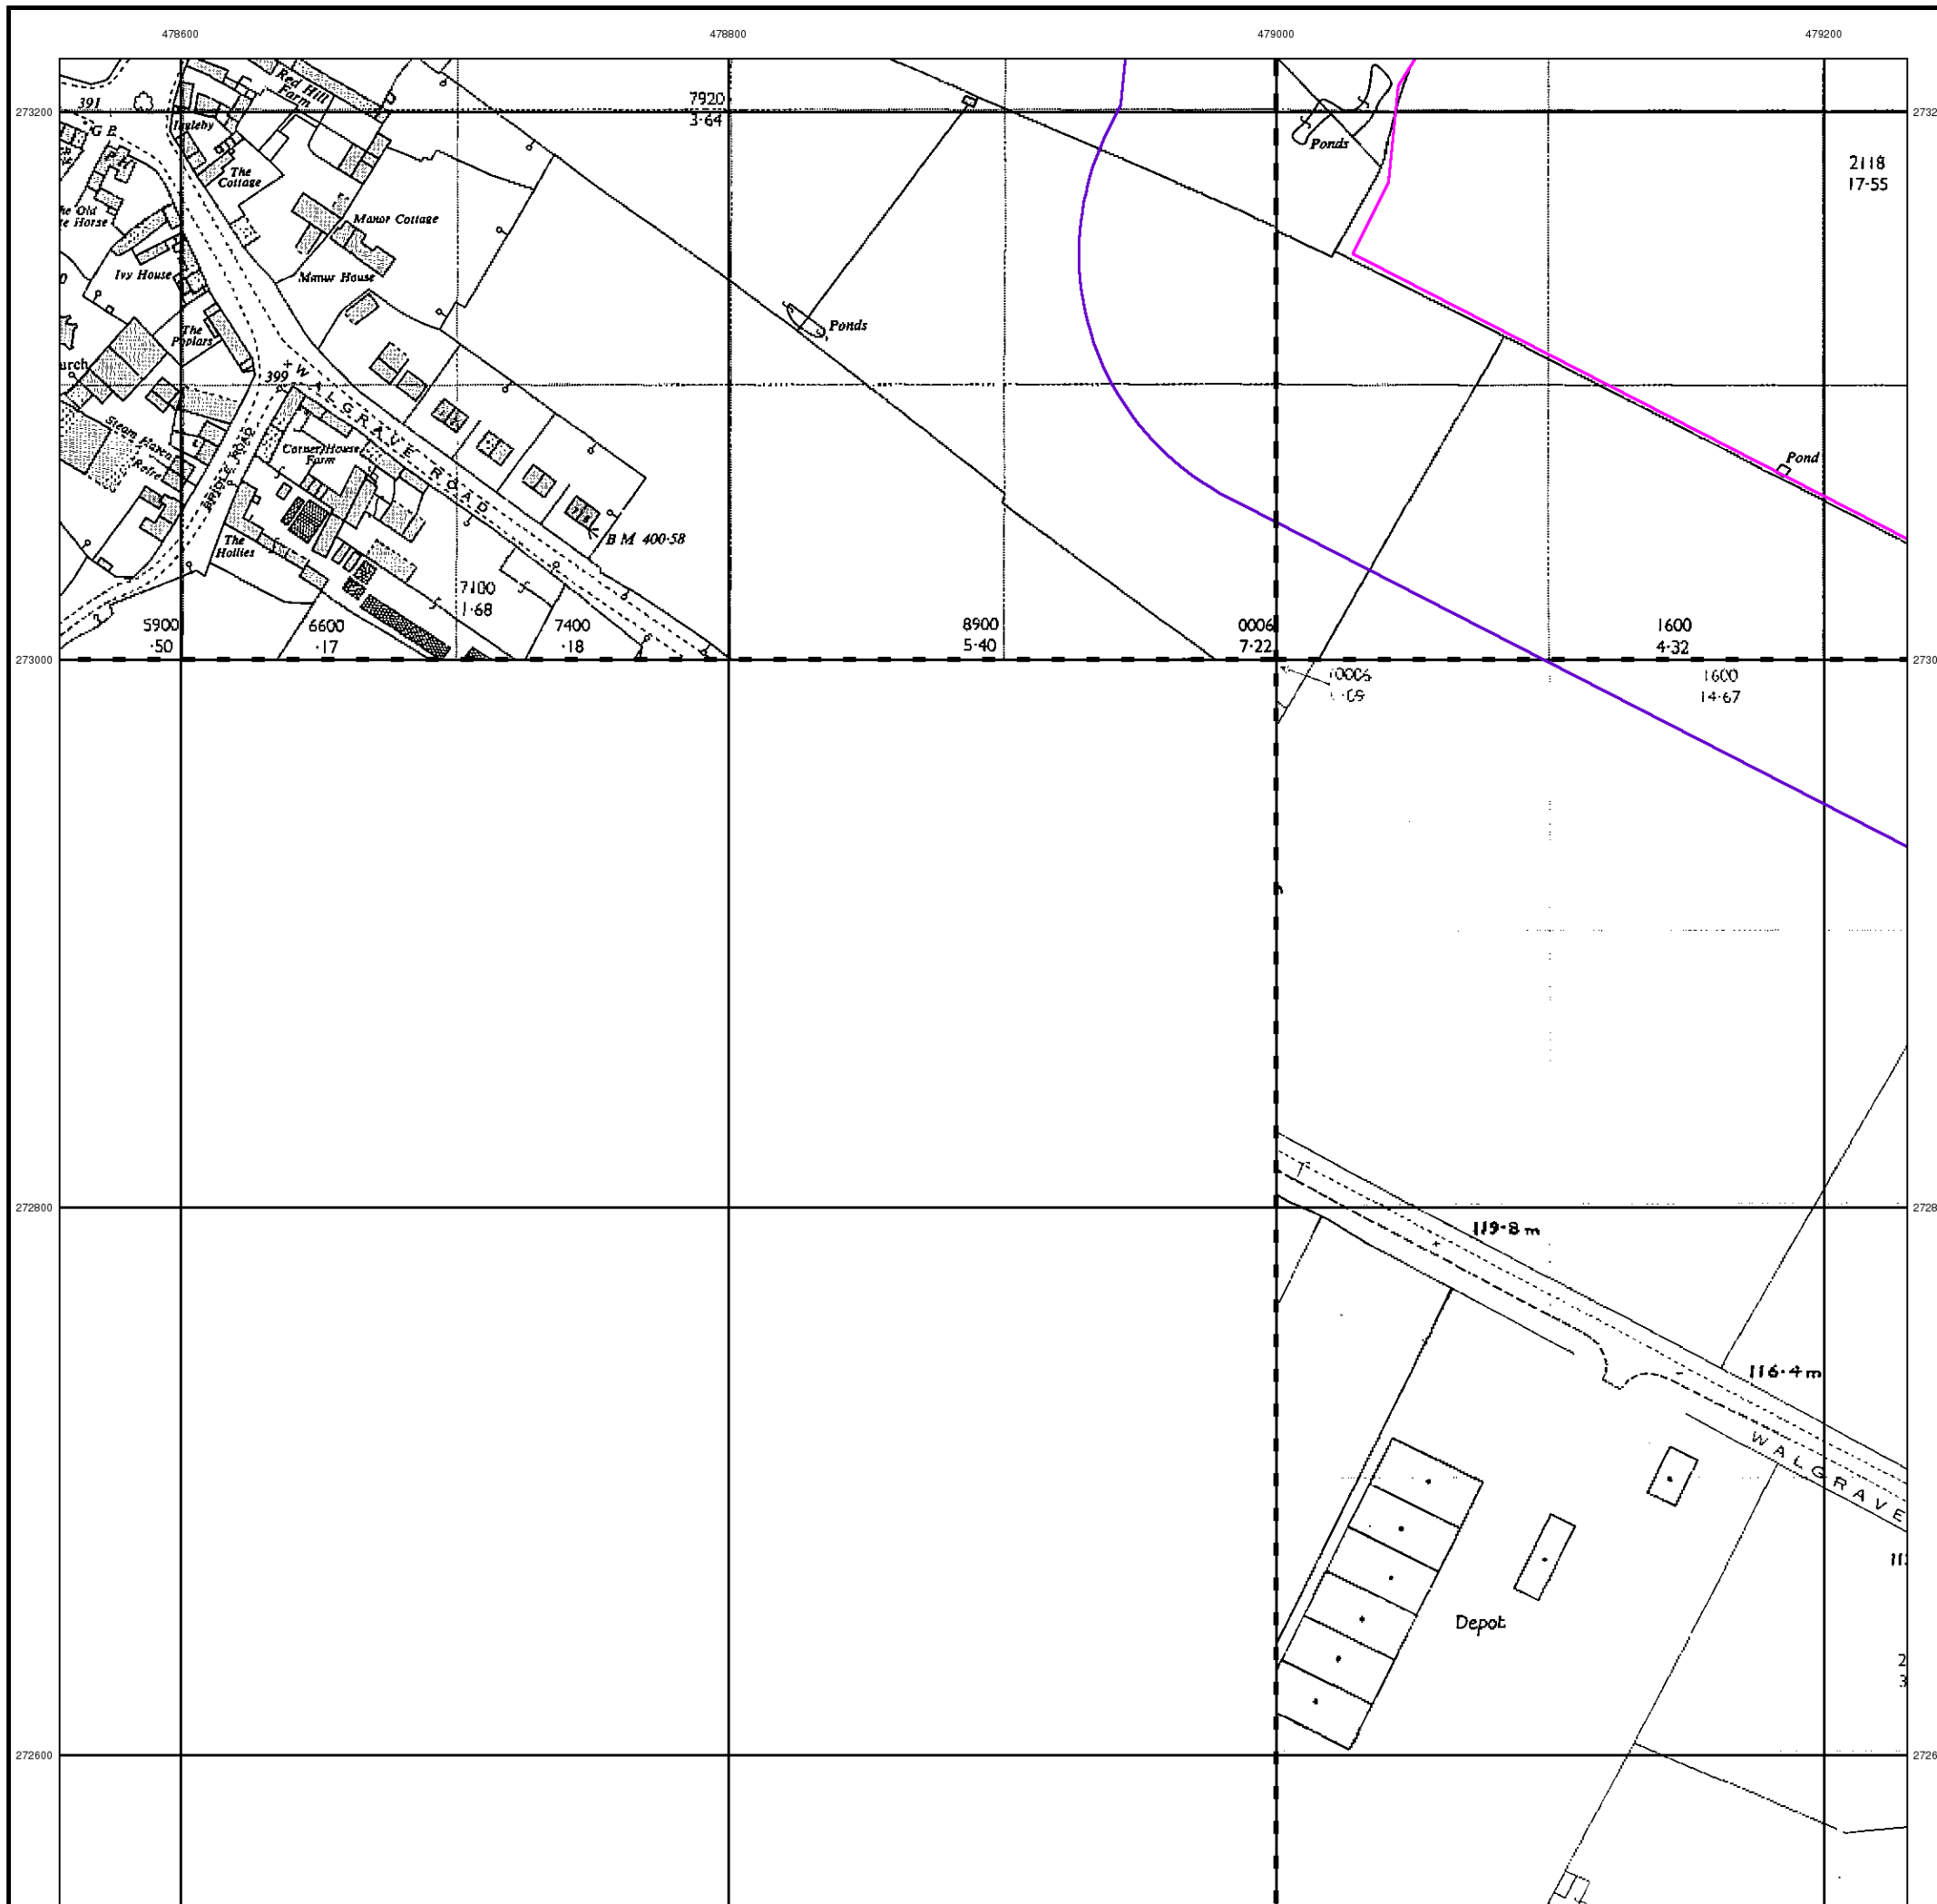 478600
478800
479000
479200
273200
391
Red Hill
Farm
Ingleby
G P
P H
The
Cottage
7920
3·64
Ponds
2118
17·55
Manor Cottage
Manor House
Ivy House
The
Poplars
Ponds
399
WALGRAVE ROAD
Corner House
Farm
BRIDLE ROAD
The
Hollies
B M 400·58
Pond
7100
1·68
5900
·50
6600
·17
7400
·18
8900
5·40
0006
7·22
1600
4·32
273000
1600
14·67
272800
119·8 m
116·4 m
WALGRAVE
Depot
272600